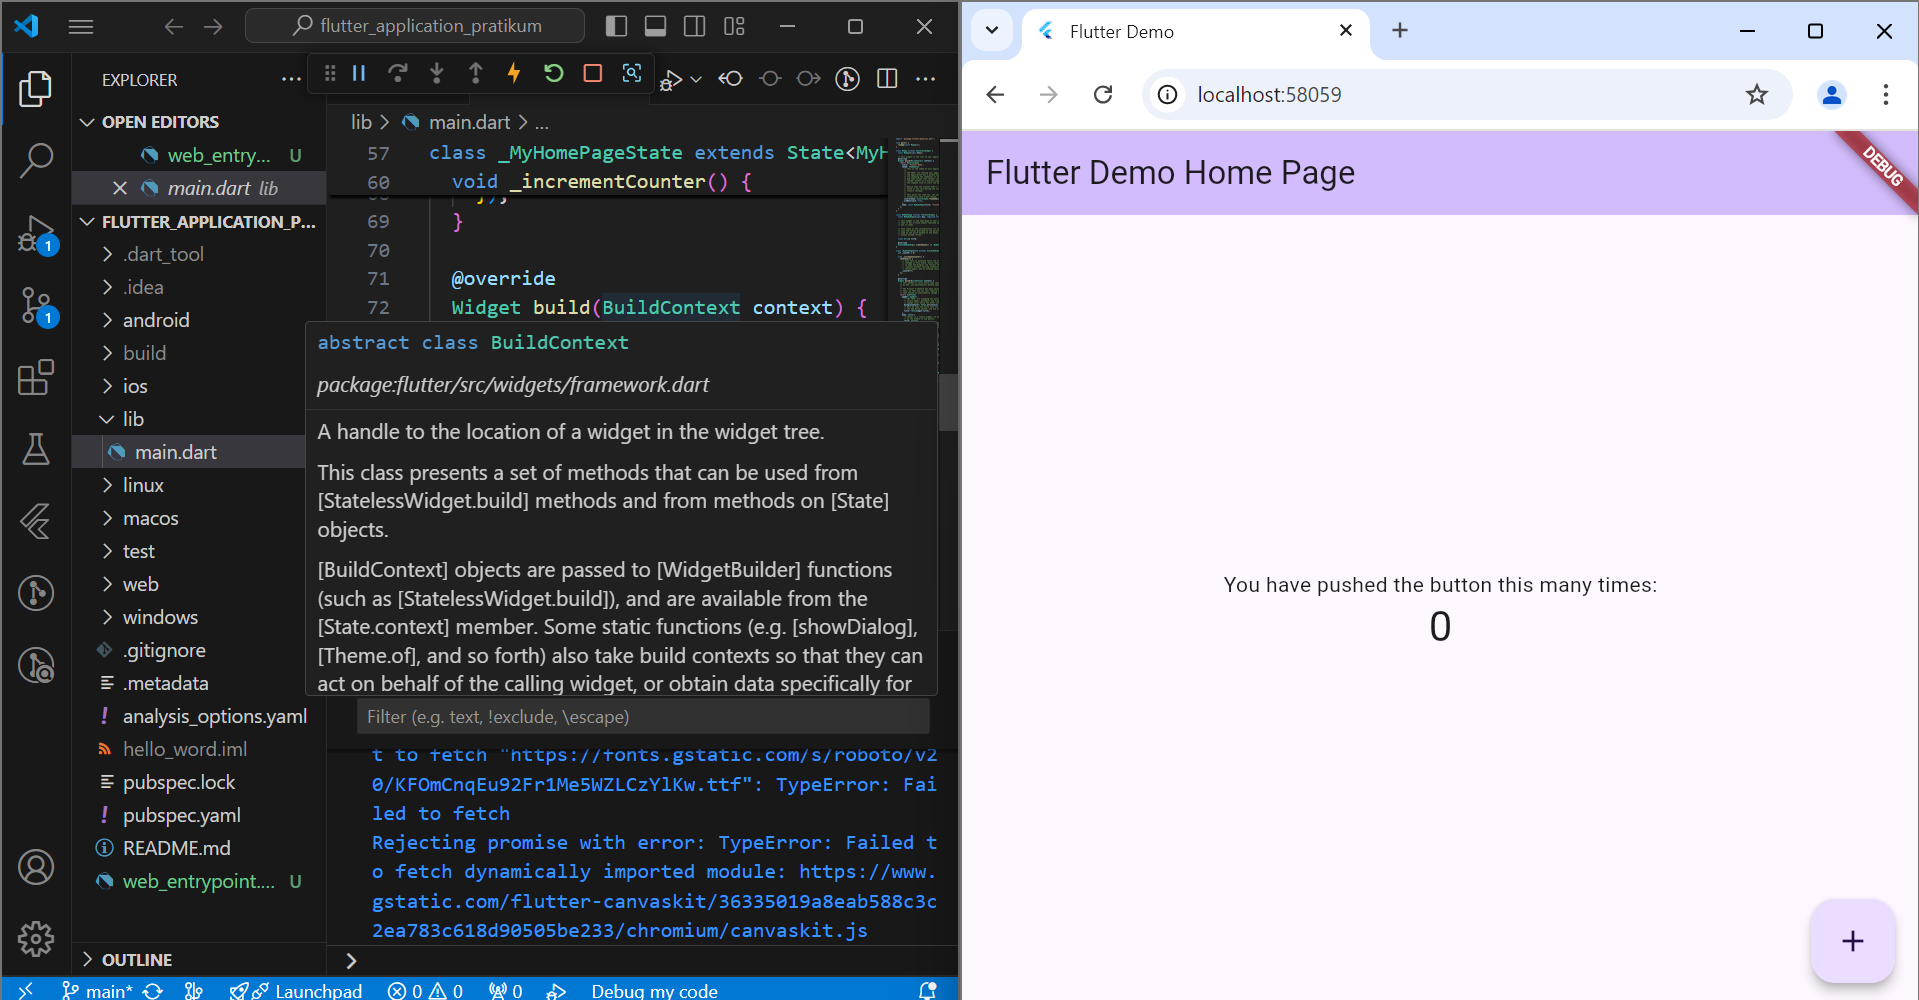 flutter_application_pratikum
EXPLORER
OPEN EDITORS
web_entry... U
main.dart lib
FLUTTER_APPLICATION_P...
.dart_tool
.idea
android
build
ios
lib
main.dart
linux
macos
test
web
windows
.gitignore
.metadata
analysis_options.yaml
hello_word.iml
pubspec.lock
pubspec.yaml
README.md
web_entrypoint.... U
OUTLINE
lib > main.dart > ...
57 class _MyHomePageState extends State<MyH
60 void _incrementCounter() {
68 });
69 }
70
71 @override
72 Widget build(BuildContext context) {
abstract class BuildContext
package:flutter/src/widgets/framework.dart
A handle to the location of a widget in the widget tree.
This class presents a set of methods that can be used from
[StatelessWidget.build] methods and from methods on [State]
objects.
[BuildContext] objects are passed to [WidgetBuilder] functions
(such as [StatelessWidget.build]), and are available from the
[State.context] member. Some static functions (e.g. [showDialog],
[Theme.of], and so forth) also take build contexts so that they can
act on behalf of the calling widget, or obtain data specifically for
Filter (e.g. text, !exclude, \escape)
t to fetch "https://fonts.gstatic.com/s/roboto/v2
0/KFOmCnqEu92Fr1Me5WZLCzYlKw.ttf": TypeError: Fai
led to fetch
Rejecting promise with error: TypeError: Failed t
o fetch dynamically imported module: https://www.
gstatic.com/flutter-canvaskit/36335019a8eab588c3c
2ea783c618d90505be233/chromium/canvaskit.js
1
1
main* Launchpad 0 0 0 Debug my code
Flutter Demo
localhost:58059
Flutter Demo Home Page
DEBUG
You have pushed the button this many times:
0
+